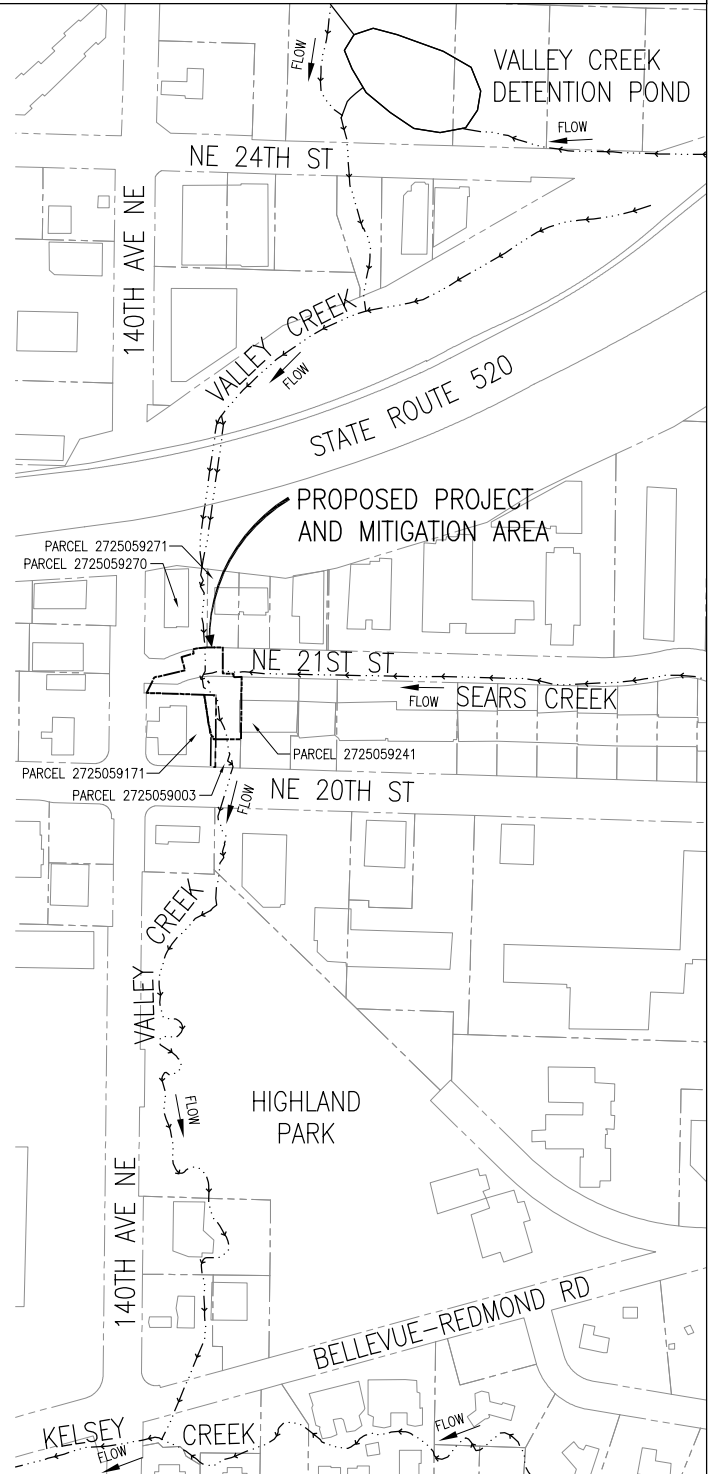 FLOW
VALLEY CREEK
DETENTION POND
FLOW
NE 24TH ST
140TH AVE NE
VALLEY CREEK
FLOW
STATE ROUTE 520
PROPOSED PROJECT
AND MITIGATION AREA
PARCEL 2725059271
PARCEL 2725059270
NE 21ST ST
FLOW
SEARS CREEK
PARCEL 2725059241
PARCEL 2725059171
PARCEL 2725059003
NE 20TH ST
FLOW
VALLEY CREEK
FLOW
HIGHLAND
PARK
140TH AVE NE
BELLEVUE-REDMOND RD
KELSEY CREEK
FLOW
FLOW